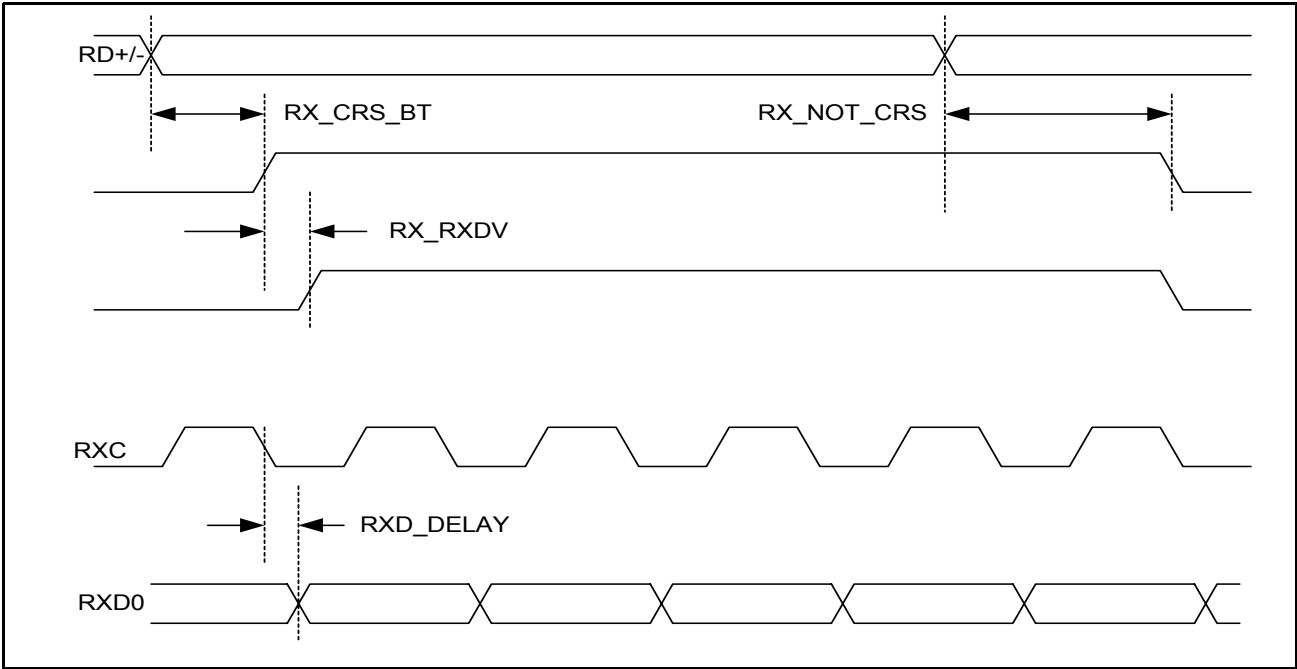 RD+/-
RX_CRS_BT
RX_NOT_CRS
RX_RXDV
RXC
RXD_DELAY
RXD0